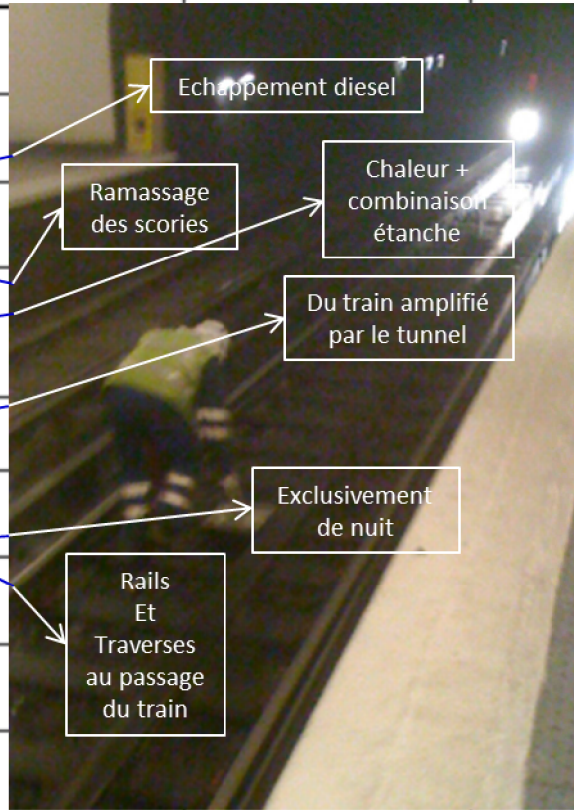 Echappement diesel
Chaleur +
combinaison
étanche
Ramassage
des scories
Du train amplifié
par le tunnel
Exclusivement
de nuit
Rails
Et
Traverses
au passage
du train